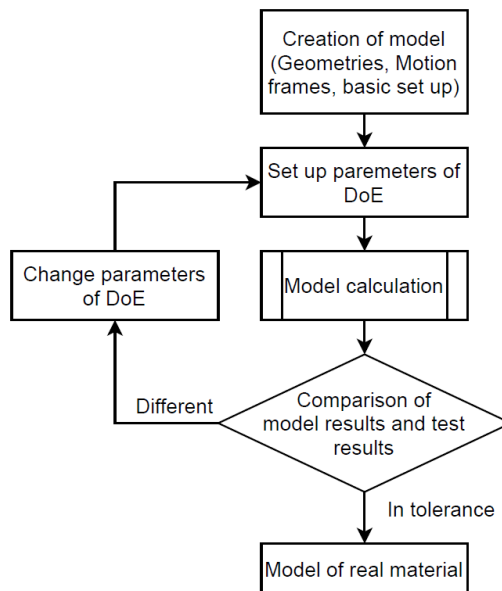 Creation of model
(Geometries, Motion
frames, basic set up)
Set up paremeters of
DoE
Change parameters
of DoE
Model calculation
Different
Comparison of
model results and test
results
In tolerance
Model of real material